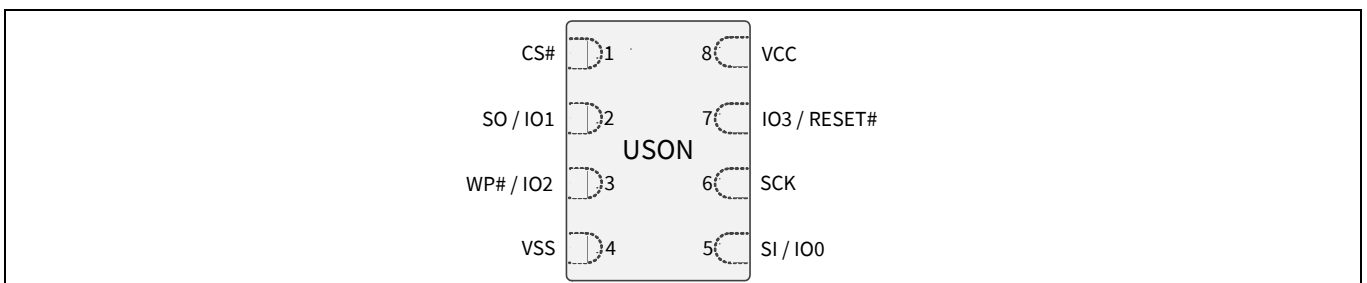 CS# 1 8 VCC
SO / IO1 2 7 IO3 / RESET#
USON
WP# / IO2 3 6 SCK
VSS 4 5 SI / IO0